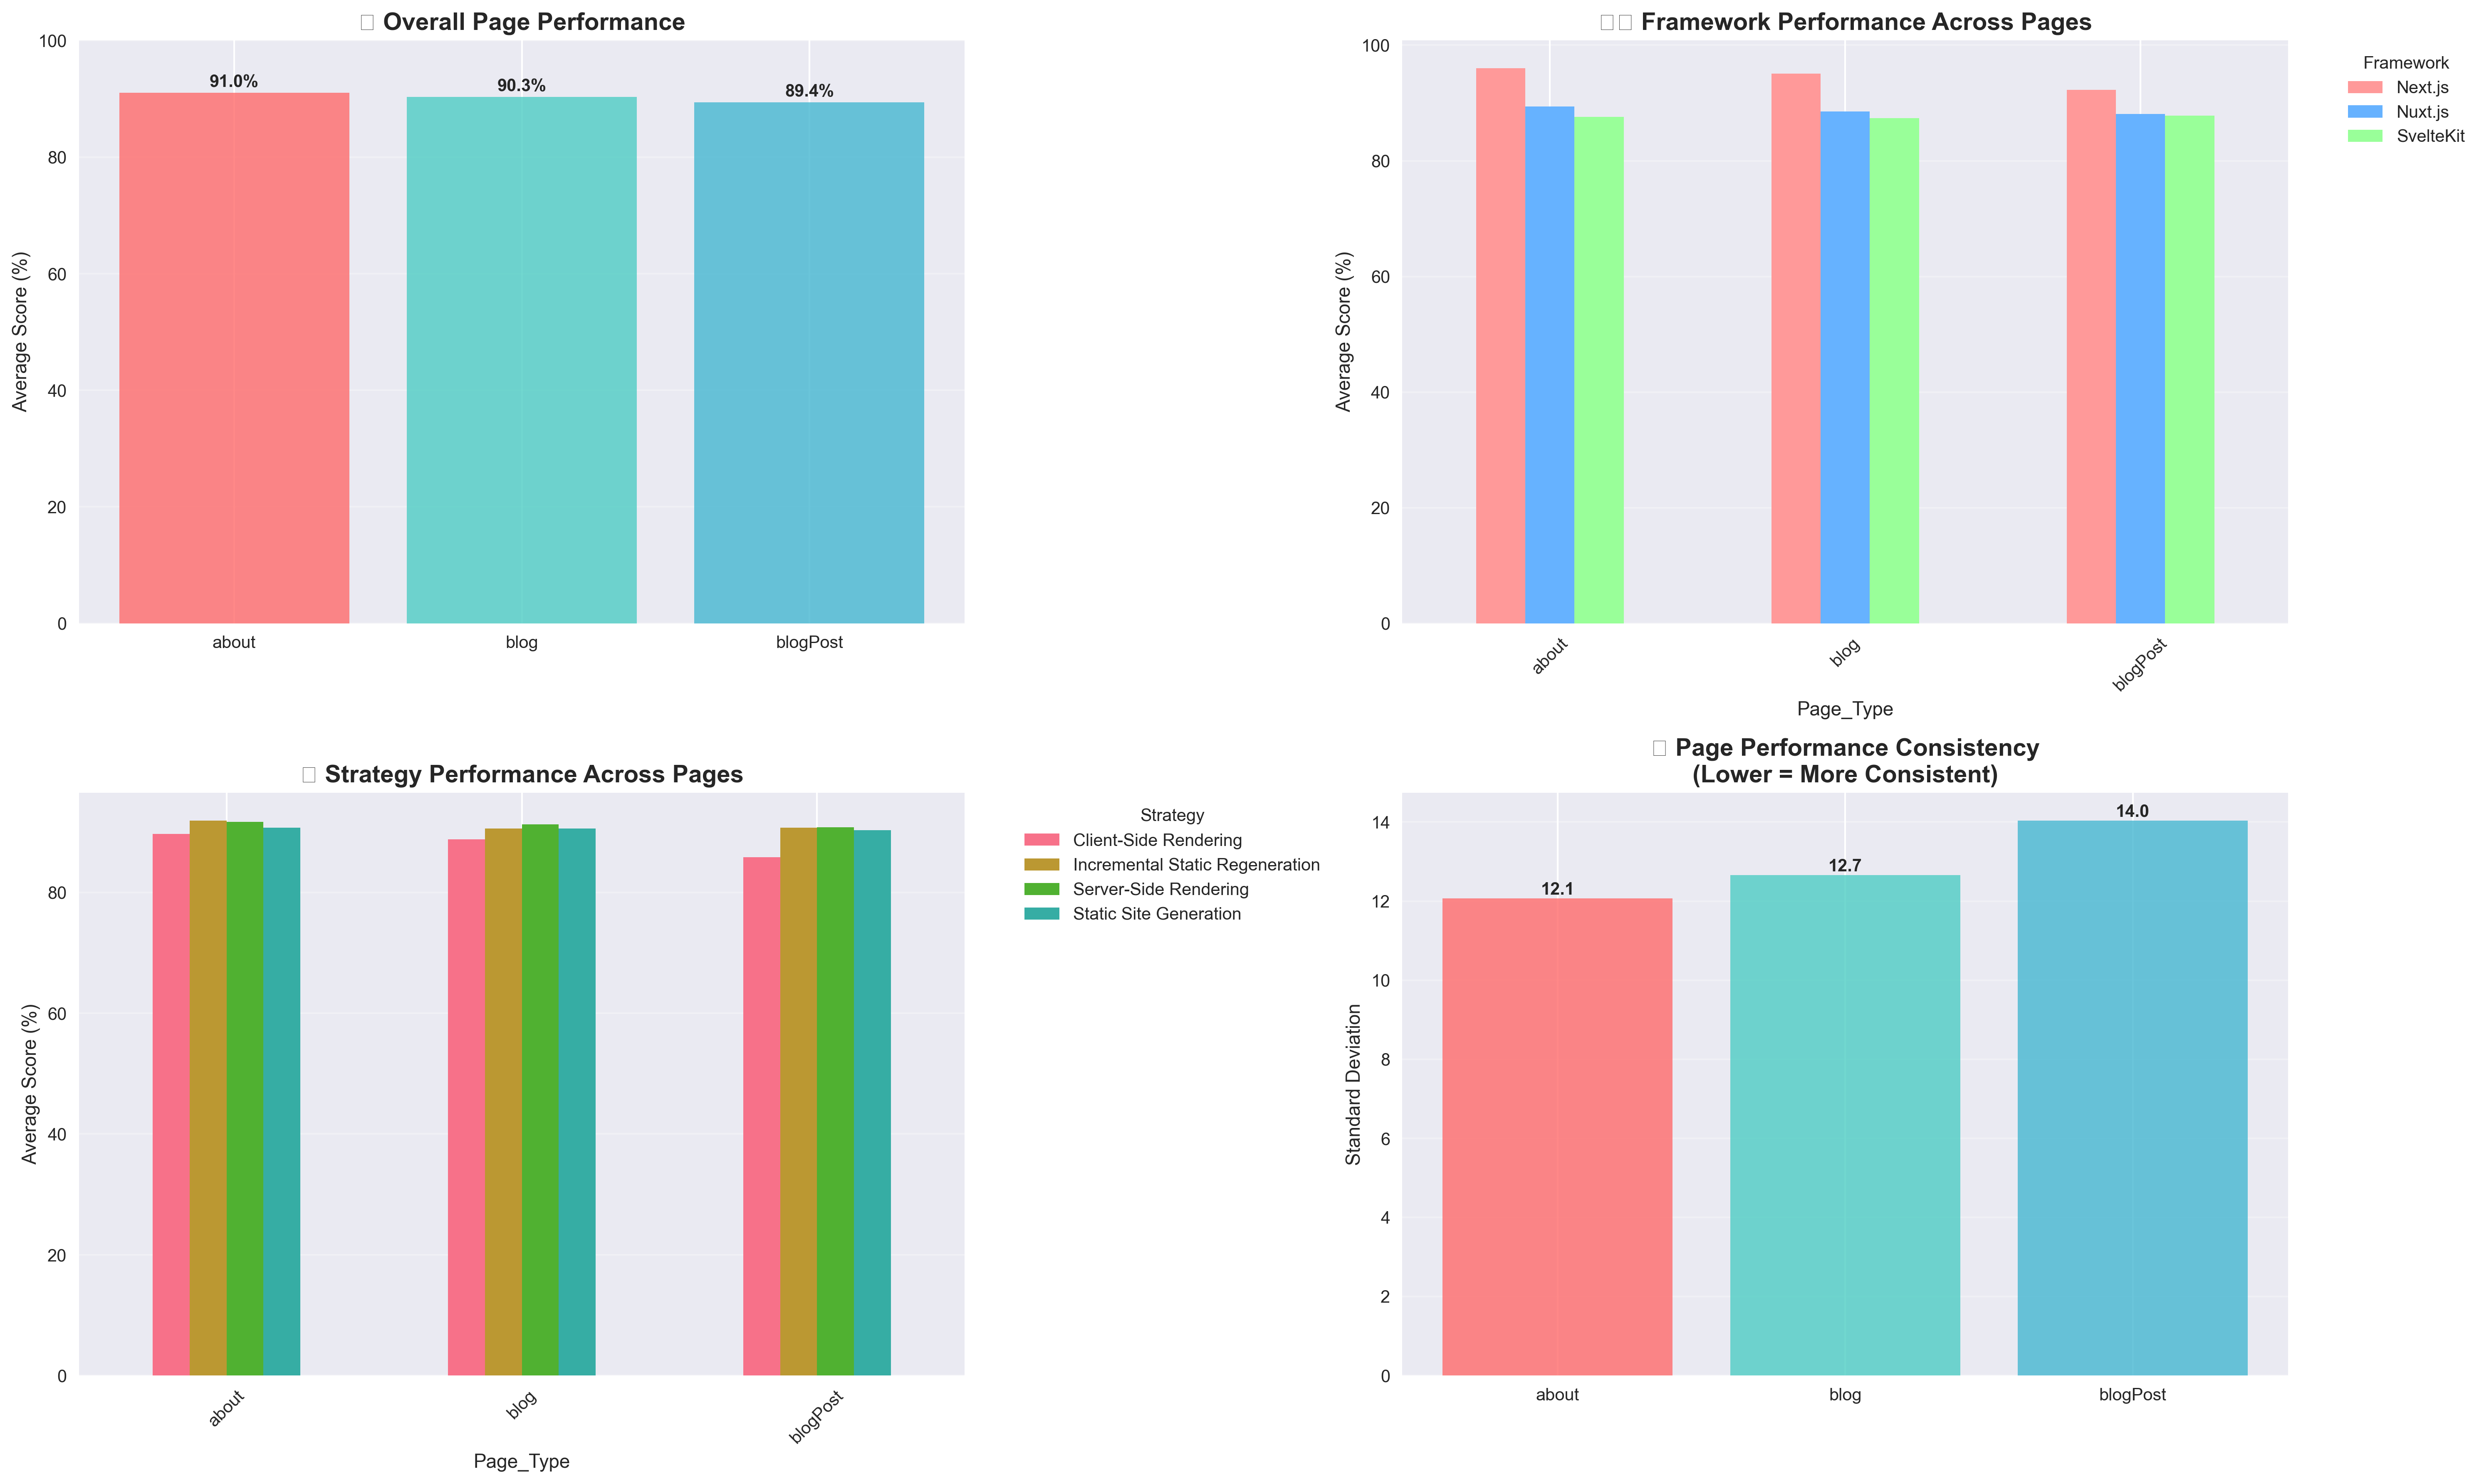 Overall Page Performance
Average Score (%)
100
80
60
40
20
0
91.0%
90.3%
89.4%
about
blog
blogPost
Framework Performance Across Pages
Average Score (%)
100
80
60
40
20
0
about
blog
blogPost
Page_Type
Framework
Next.js
Nuxt.js
SvelteKit
Strategy Performance Across Pages
Average Score (%)
80
60
40
20
0
about
blog
blogPost
Page_Type
Strategy
Client-Side Rendering
Incremental Static Regeneration
Server-Side Rendering
Static Site Generation
Page Performance Consistency
(Lower = More Consistent)
Standard Deviation
14
12
10
8
6
4
2
0
12.1
12.7
14.0
about
blog
blogPost